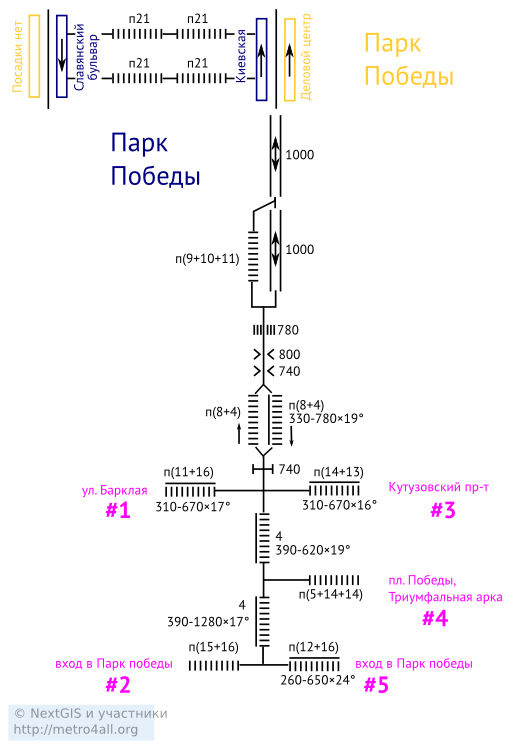 Посадки нет
Славянский
бульвар
п21
п21
п21
п21
Киевская
Деловой центр
Парк
Победы
Парк
Победы
1000
1000
п(9+10+11)
780
800
740
п(8+4)
п(8+4)
330-780×19°
740
п(11+16)
п(14+13)
ул. Барклая
#1
310-670×17°
310-670×16°
Кутузовский пр-т
#3
4
390-620×19°
п(5+14+14)
пл. Победы,
Триумфальная арка
#4
4
390-1280×17°
п(15+16)
п(12+16)
вход в Парк победы
#2
260-650×24°
вход в Парк победы
#5
© NextGIS и участники
http://metro4all.org